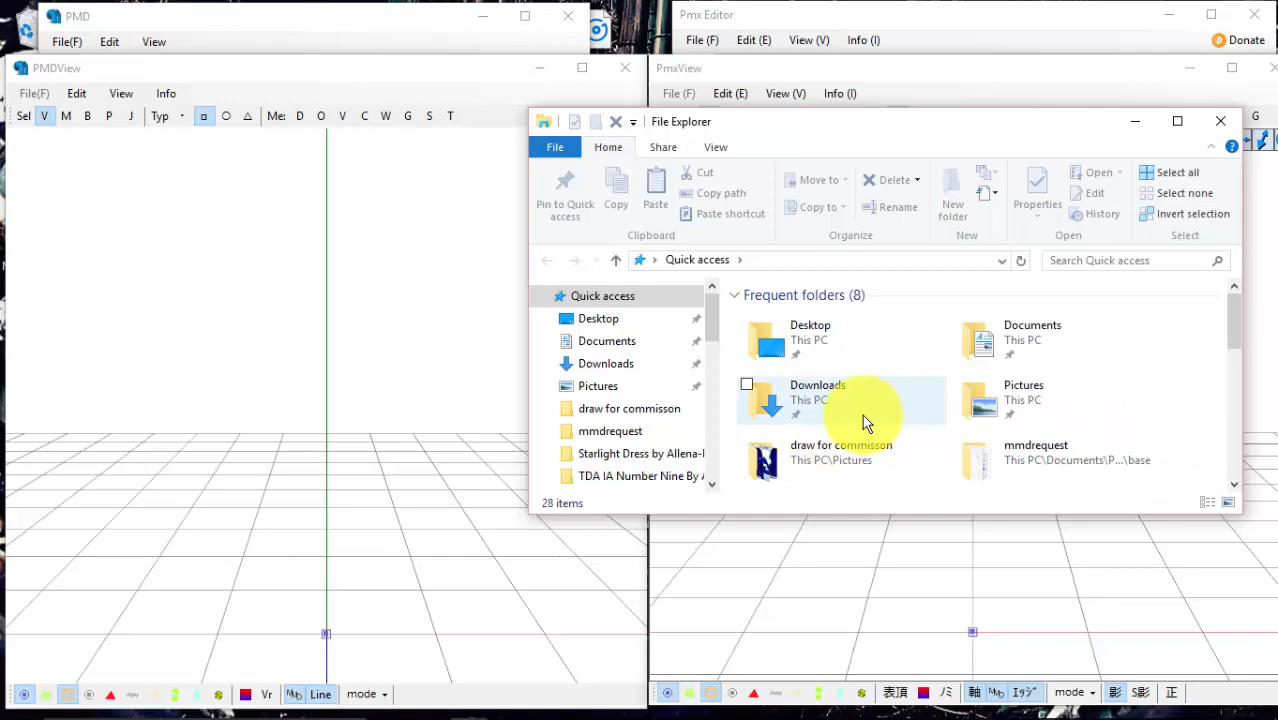 PMD
File(F) Edit View
Pmx Editor
File (F) Edit (E) View (V) Info (I) Donate
PMDView
File(F) Edit View Info
Sel V M B P J Typ Me: D O V C W G S T
PmxView
File (F) Edit (E) View (V) Info (I)
G
File Explorer
File Home Share View
Pin to Quick access
Copy
Paste
Cut
Copy path
Paste shortcut
Clipboard
Move to
Copy to
Delete
Rename
Organize
New folder
New
Properties
Open
Edit
History
Open
Select all
Select none
Invert selection
Select
Quick access
Search Quick access
Quick access
Desktop
Documents
Downloads
Pictures
draw for commisson
mmdrequest
Starlight Dress by Allena-
TDA IA Number Nine By
Frequent folders (8)
Desktop
This PC
Documents
This PC
Downloads
This PC
Pictures
This PC
draw for commisson
This PC\Pictures
mmdrequest
This PC\Documents\P...\base
28 items
Vr Line mode
表頂 ノミ 軸 エッジ mode 影 S影 正